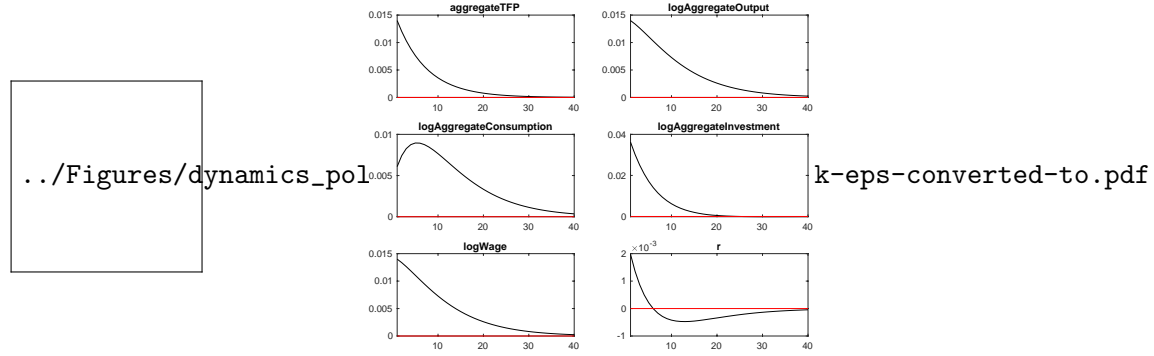 aggregateTFP
0.015
0.01
0.005
0
10 20 30 40
logAggregateOutput
0.015
0.01
0.005
0
10 20 30 40
../Figures/dynamics_pol
k-eps-converted-to.pdf
logAggregateConsumption
0.01
0.005
0
10 20 30 40
logAggregateInvestment
0.04
0.02
0
10 20 30 40
logWage
0.015
0.01
0.005
0
10 20 30 40
r
×10-3
2
1
0
-1
10 20 30 40